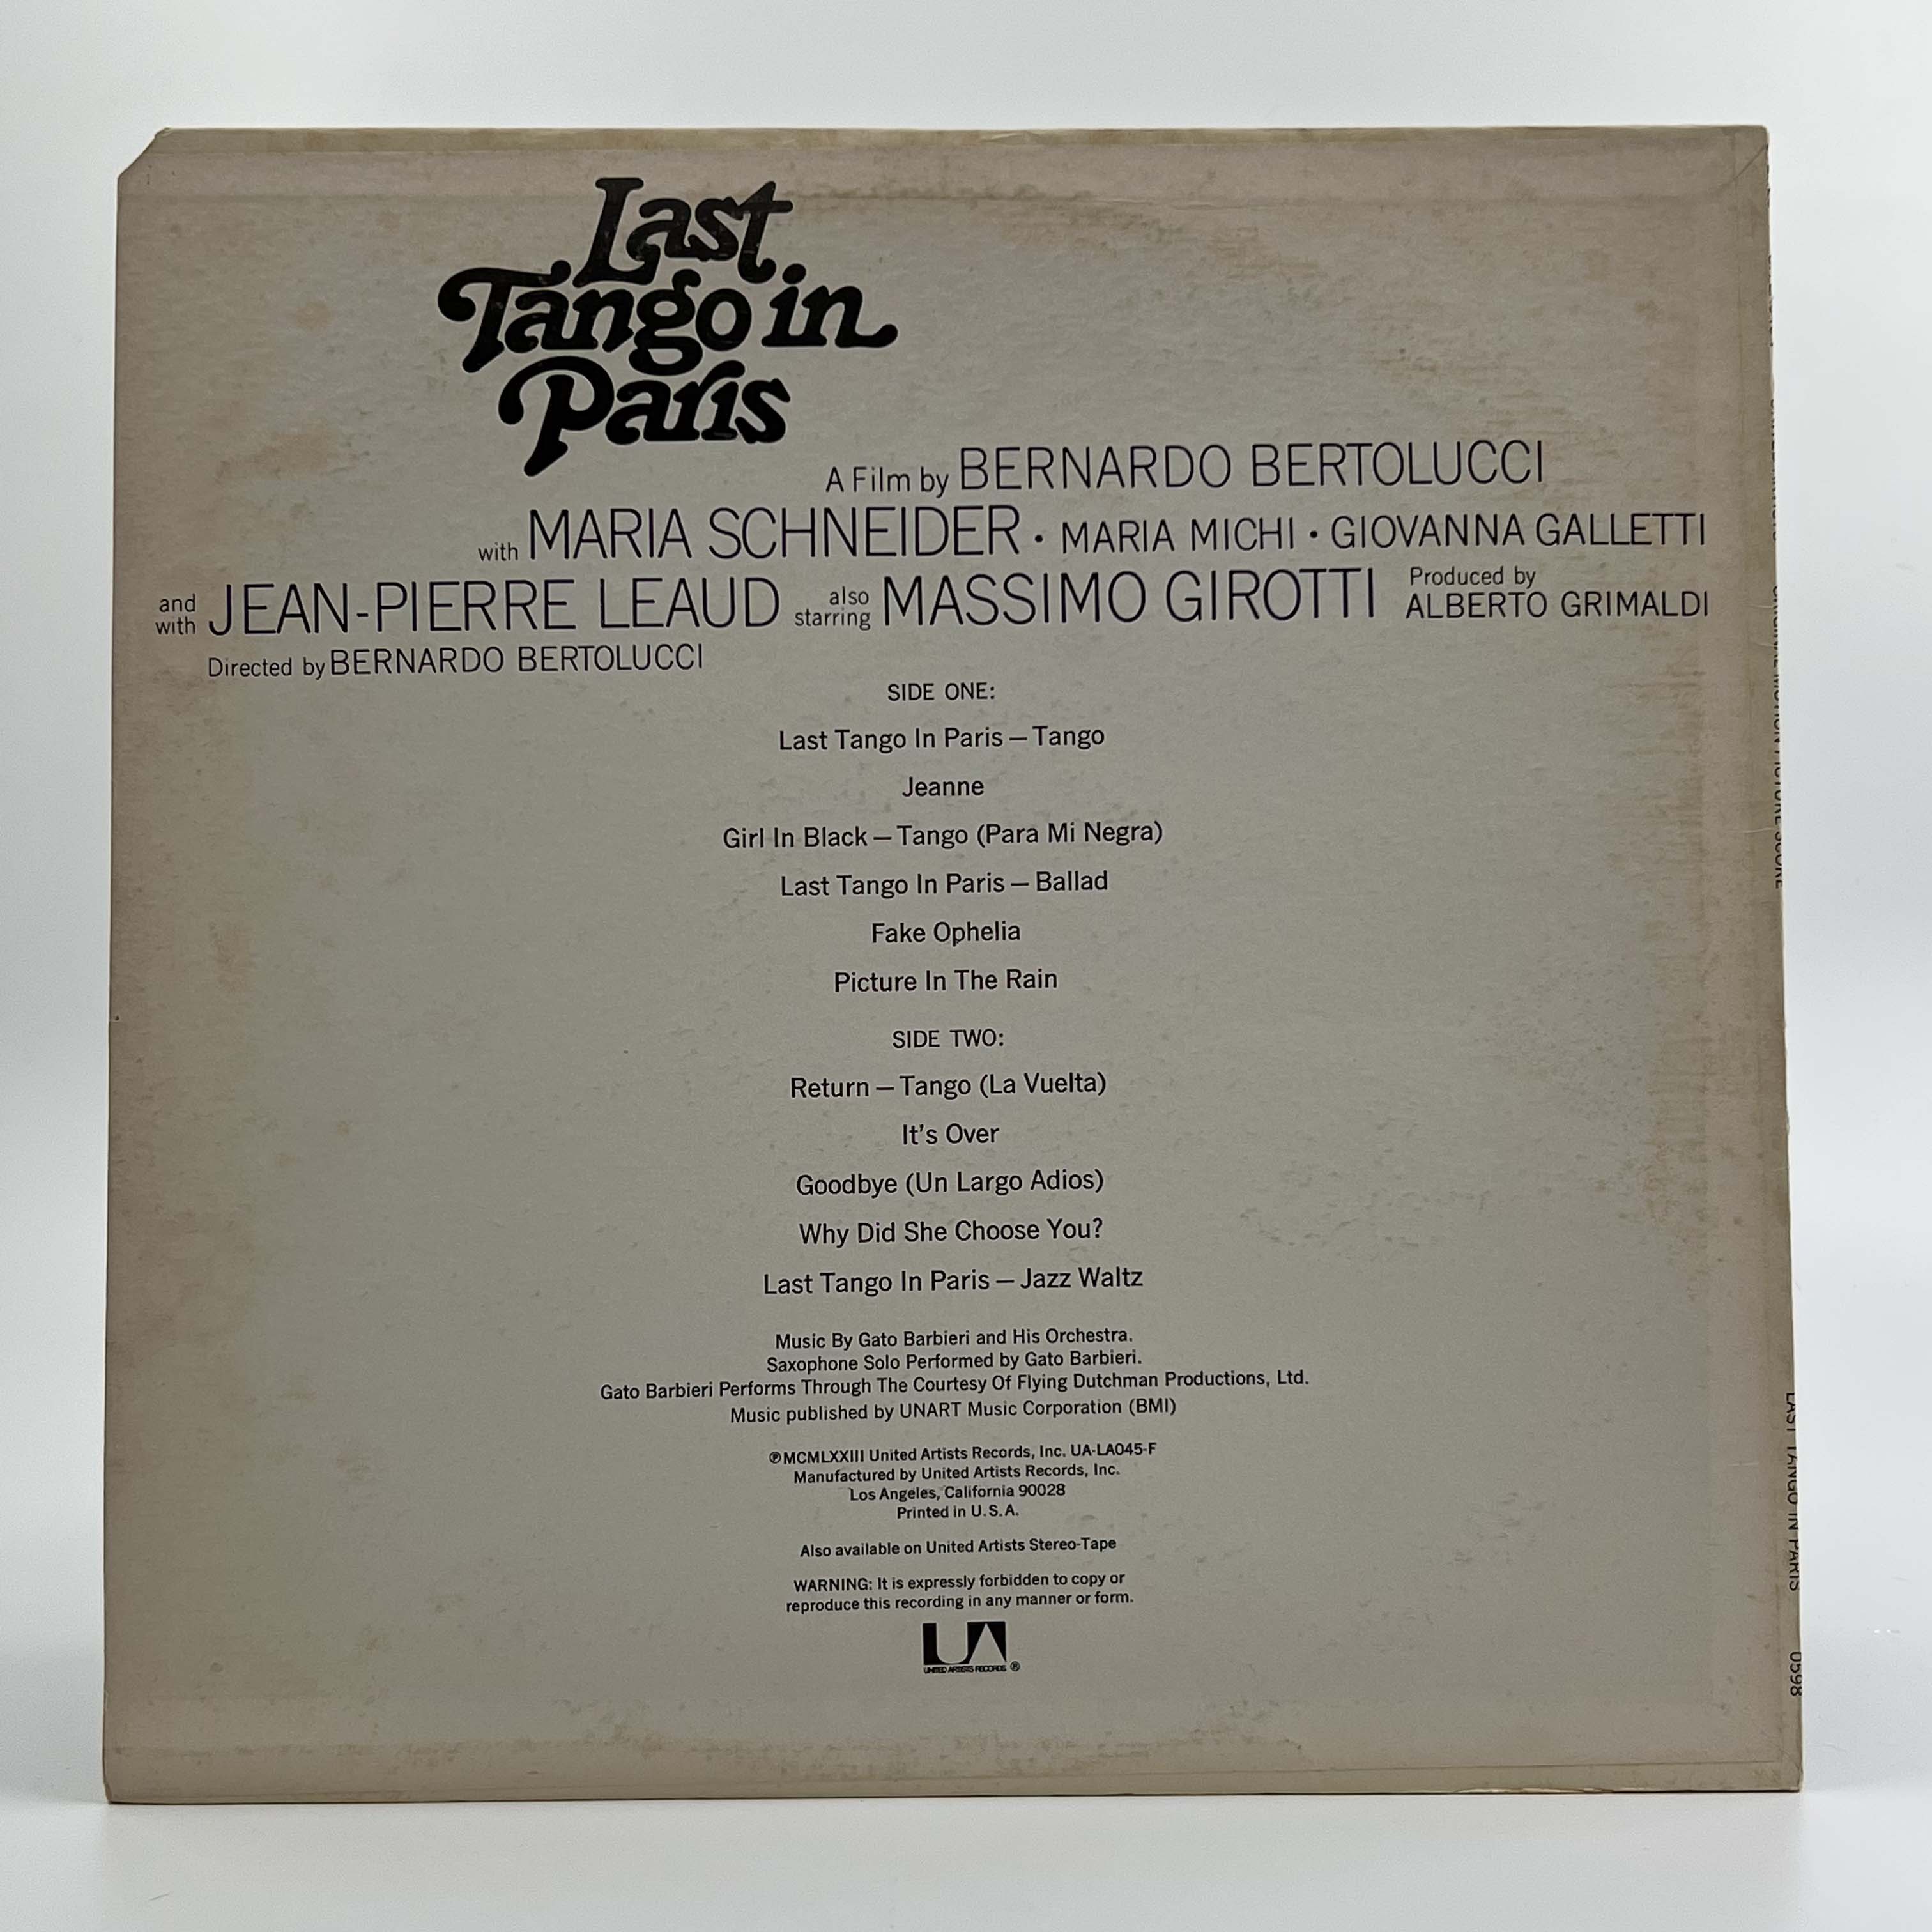 Last
Tango in
Paris
A Film by BERNARDO BERTOLUCCI
with MARIA SCHNEIDER • MARIA MICHI • GIOVANNA GALLETTI
and with JEAN-PIERRE LEAUD also starring MASSIMO GIROTTI Produced by ALBERTO GRIMALDI
Directed by BERNARDO BERTOLUCCI
SIDE ONE:
Last Tango In Paris — Tango
Jeanne
Girl In Black — Tango (Para Mi Negra)
Last Tango In Paris — Ballad
Fake Ophelia
Picture In The Rain
SIDE TWO:
Return — Tango (La Vuelta)
It's Over
Goodbye (Un Largo Adios)
Why Did She Choose You?
Last Tango In Paris — Jazz Waltz
Music By Gato Barbieri and His Orchestra.
Saxophone Solo Performed by Gato Barbieri.
Gato Barbieri Performs Through The Courtesy Of Flying Dutchman Productions, Ltd.
Music published by UNART Music Corporation (BMI)
℗MCMLXXIII United Artists Records, Inc. UA-LA045-F
Manufactured by United Artists Records, Inc.
Los Angeles, California 90028
Printed in U.S.A.
Also available on United Artists Stereo-Tape
WARNING: It is expressly forbidden to copy or
reproduce this recording in any manner or form.
UA
UNITED ARTISTS RECORDS ®
ORIGINAL MOTION PICTURE SCORE
LAST TANGO IN PARIS
0598